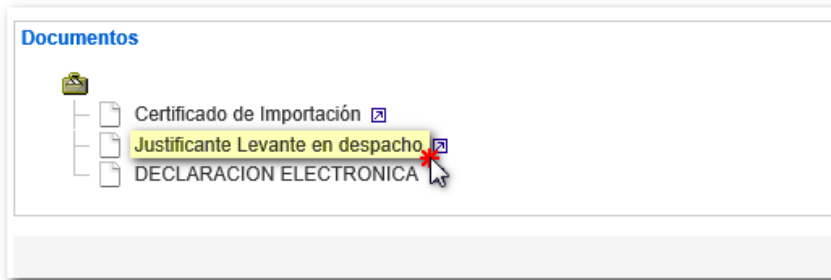 Documentos
Certificado de Importación
Justificante Levante en despacho
DECLARACION ELECTRONICA